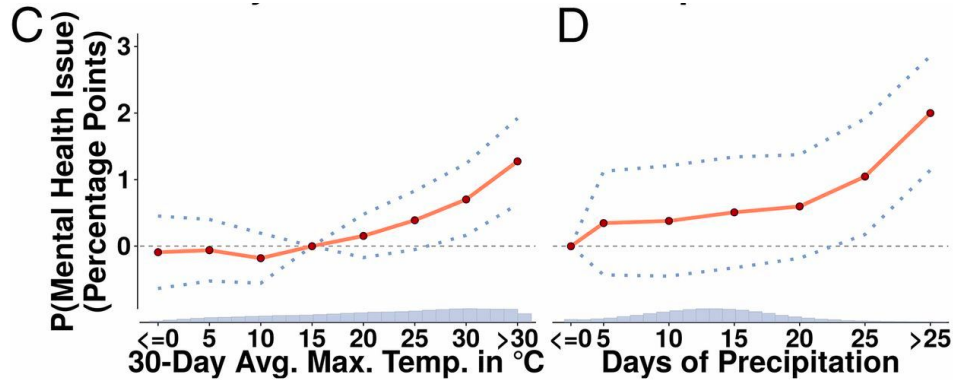 C
D
P(Mental Health Issue)
(Percentage Points)
3
2
1
0
<=0 5 10 15 20 25 30 >30
30-Day Avg. Max. Temp. in °C
<=0 5 10 15 20 25 >25
Days of Precipitation